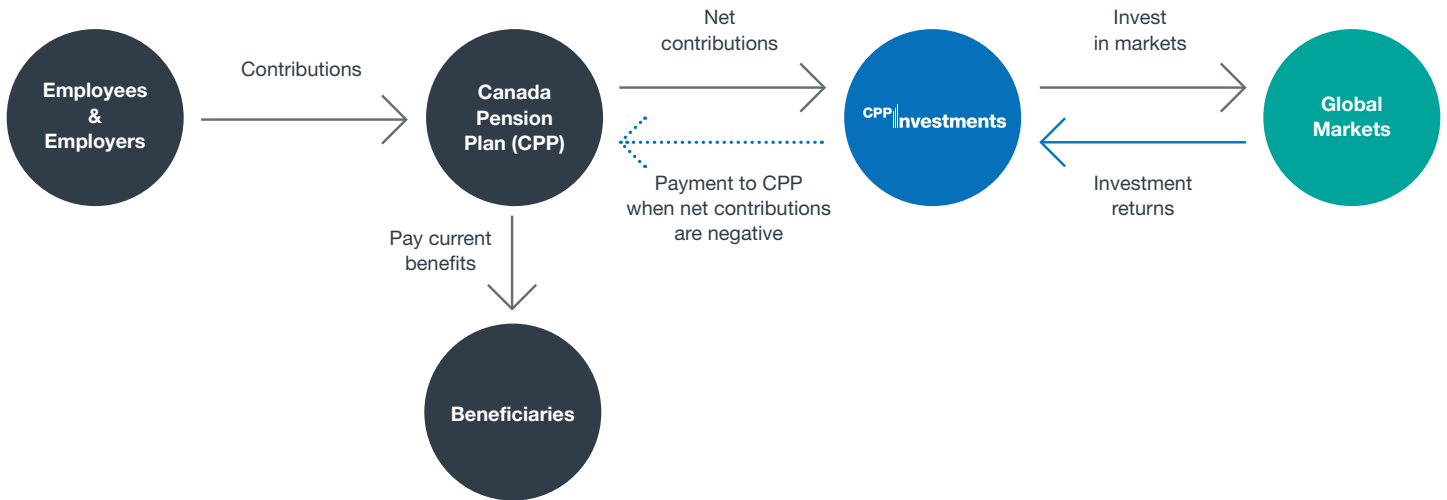 Net
contributions
Invest
in markets
Contributions
Employees
&
Employers
Canada
Pension
Plan (CPP)
CPP Investments
Global
Markets
Payment to CPP
when net contributions
are negative
Investment
returns
Pay current
benefits
Beneficiaries